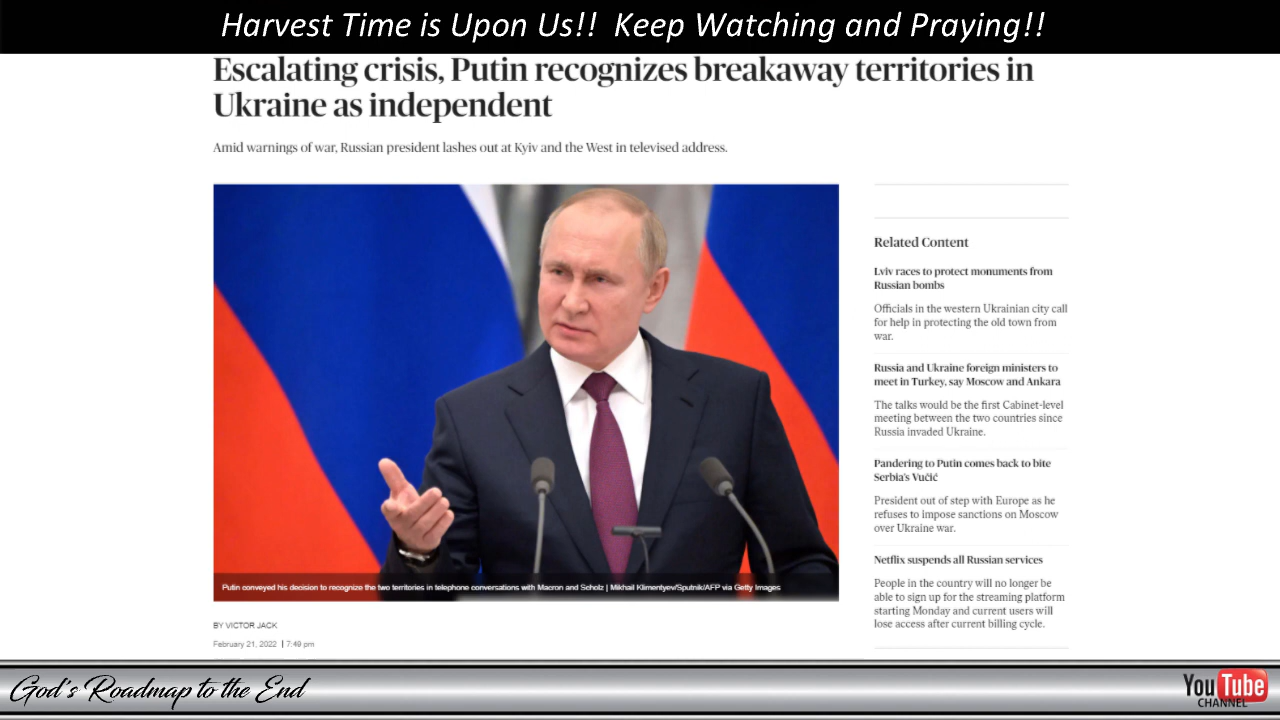 Harvest Time is Upon Us!! Keep Watching and Praying!!
Escalating crisis, Putin recognizes breakaway territories in
Ukraine as independent
Amid warnings of war, Russian president lashes out at Kyiv and the West in televised address.
Putin conveyed his decision to recognize the two territories in telephone conversations with Macron and Scholz | Mikhail Klimentyev/Sputnik/AFP via Getty Images
BY VICTOR JACK
February 21, 2022 | 7:49 pm
Related Content
Lviv races to protect monuments from
Russian bombs
Officials in the western Ukrainian city call
for help in protecting the old town from
war.
Russia and Ukraine foreign ministers to
meet in Turkey, say Moscow and Ankara
The talks would be the first Cabinet-level
meeting between the two countries since
Russia invaded Ukraine.
Pandering to Putin comes back to bite
Serbia's Vučić
President out of step with Europe as he
refuses to impose sanctions on Moscow
over Ukraine war.
Netflix suspends all Russian services
People in the country will no longer be
able to sign up for the streaming platform
starting Monday and current users will
lose access after current billing cycle.
God's Roadmap to the End
YouTube
CHANNEL